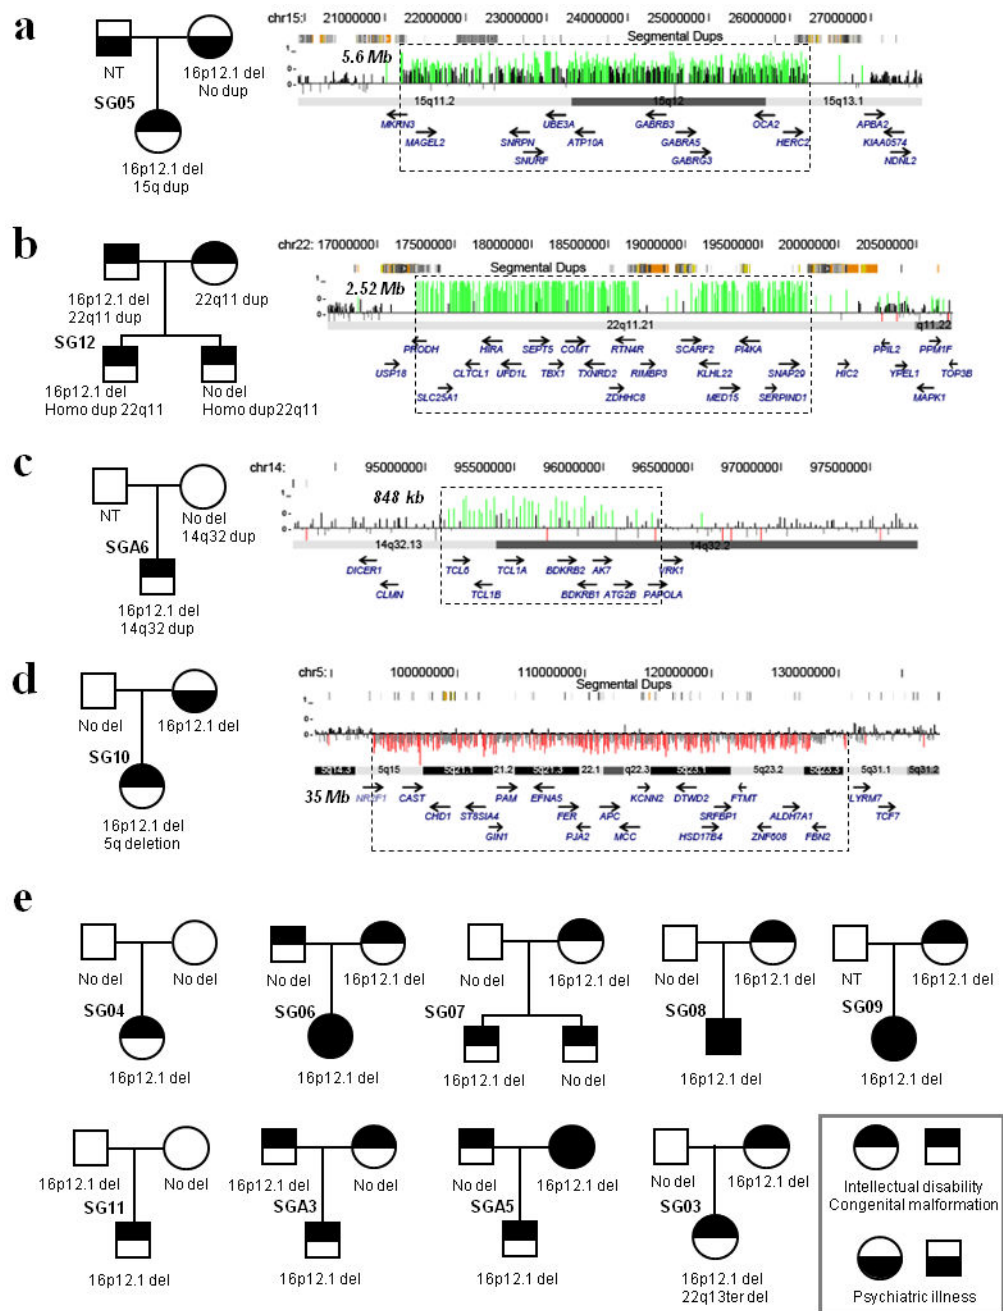 a
NT
16p12.1 del
No dup
SG05
16p12.1 del
15q dup
chr15:
21000000
22000000
23000000
24000000
25000000
26000000
27000000
Segmental Dups
5.6 Mb
15q11.2
15q12
15q13.1
MKRN3
MAGEL2
SNRPN
SNURF
UBE3A
ATP10A
GABRB3
GABRA5
GABRG3
OCA2
HERC2
APBA2
KIAA0574
NDNL2
b
16p12.1 del
22q11 dup
22q11 dup
SG12
16p12.1 del
Homo dup 22q11
No del
Homo dup22q11
chr22:
17000000
17500000
18000000
18500000
19000000
19500000
20000000
20500000
Segmental Dups
2.52 Mb
22q11.21
q11.22
PRODH
HIRA
SEPT5
COMT
RTN4R
SCARF2
PI4KA
PPIL2
PPM1F
USP18
CLTCL1
UFD1L
TBX1
TXNRD2
RIMBP3
KLHL22
SNAP29
HIC2
YPEL1
TOP3B
SLC25A1
ZDHHC8
MED15
SERPIND1
MAPK1
c
NT
No del
14q32 dup
SGA6
16p12.1 del
14q32 dup
chr14:
95000000
95500000
96000000
96500000
97000000
97500000
848 kb
14q32.13
14q32.2
DICER1
CLMN
TCL6
TCL1B
TCL1A
BDKRB2
BDKRB1
AK7
ATG2B
PAPOLA
VRK1
d
No del
16p12.1 del
SG10
16p12.1 del
5q deletion
chr5:
100000000
110000000
120000000
130000000
Segmental Dups
5q14.3
5q15
5q21.1
21.2
5q21.3
22.1
q22.3
5q23.1
5q23.2
5q23.3
5q31.1
5q31.2
35 Mb
NR2F1
CAST
PAM
EFNA5
KCNN2
DTWD2
FTMT
LYRM7
CHD1
ST8SIA4
FER
APC
SRFBP1
ALDH7A1
TCF7
GIN1
PJA2
MCC
HSD17B4
ZNF608
FBN2
e
No del
No del
SG04
16p12.1 del
No del
16p12.1 del
SG06
16p12.1 del
No del
16p12.1 del
SG07
16p12.1 del
No del
No del
16p12.1 del
SG08
16p12.1 del
NT
16p12.1 del
SG09
16p12.1 del
16p12.1 del
No del
SG11
16p12.1 del
16p12.1 del
No del
SGA3
16p12.1 del
No del
16p12.1 del
SGA5
16p12.1 del
No del
16p12.1 del
SG03
16p12.1 del
22q13ter del
Intellectual disability
Congenital malformation
Psychiatric illness